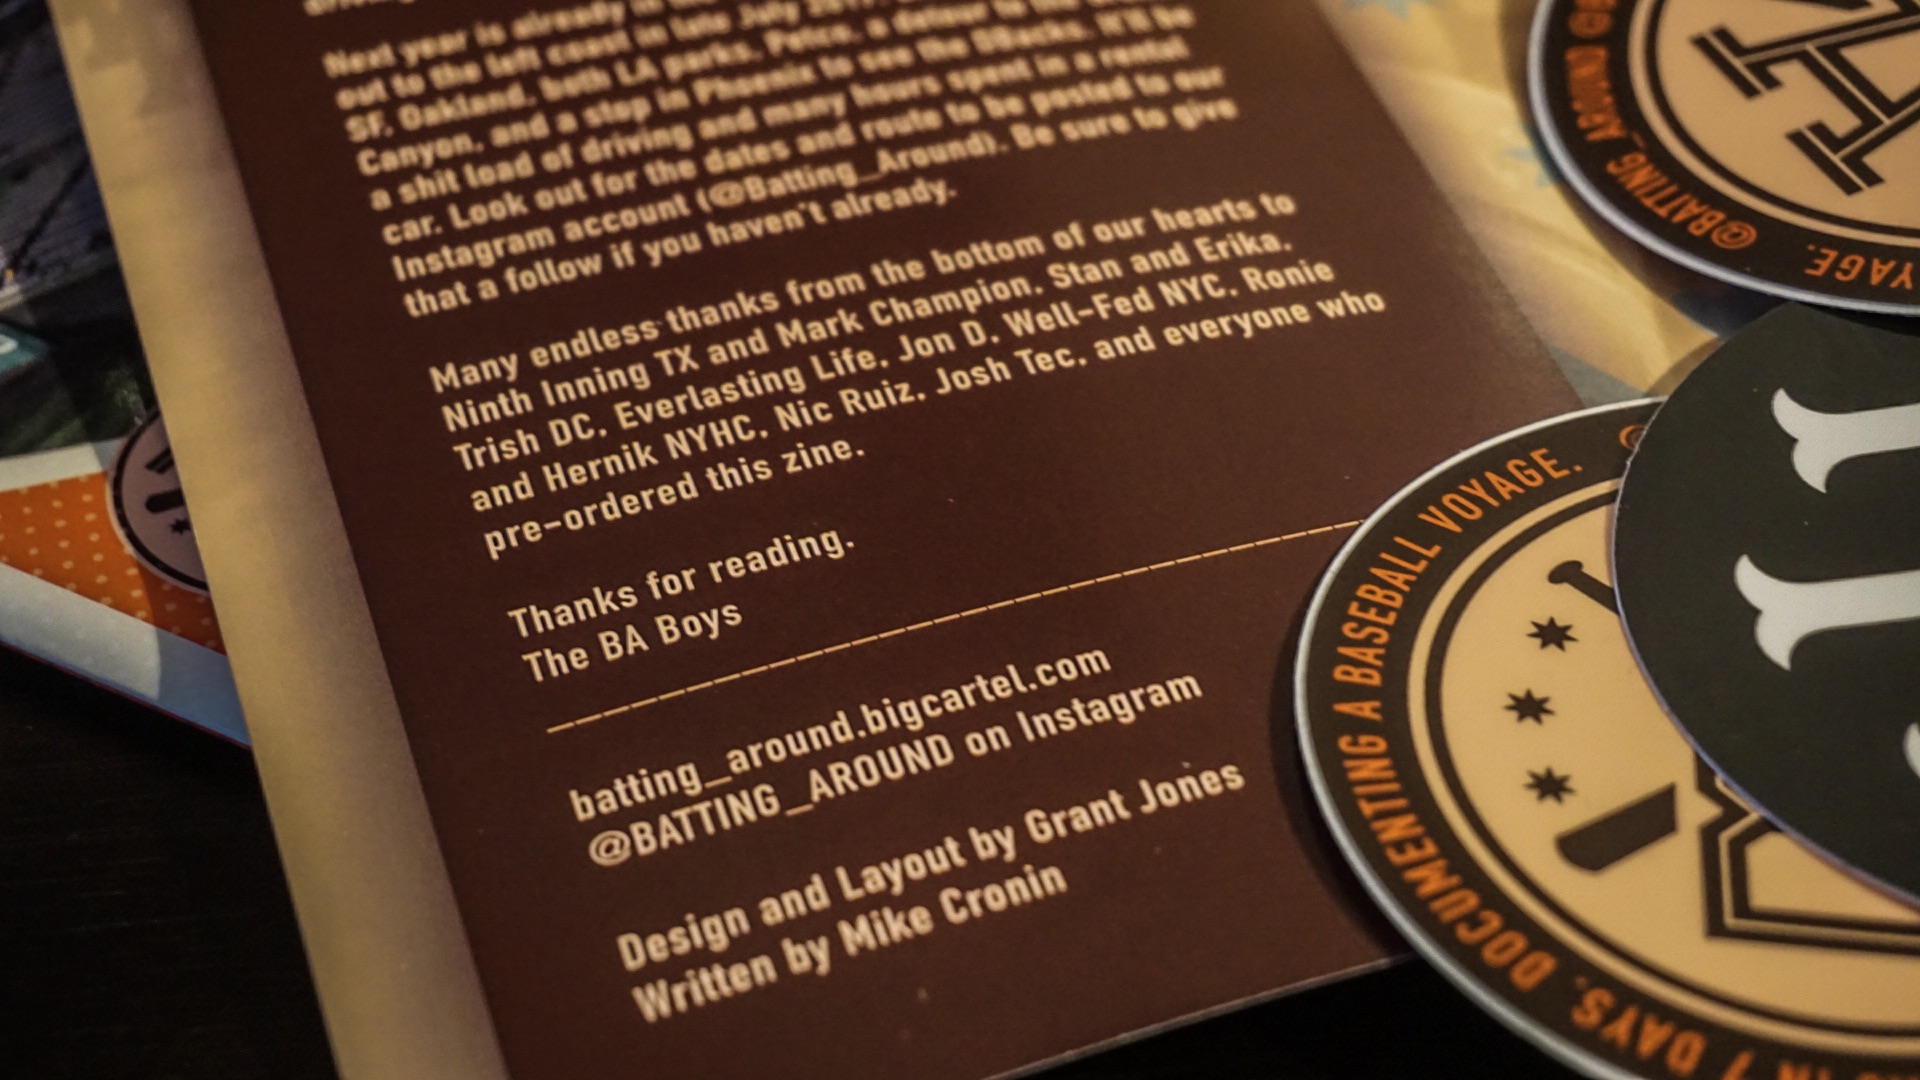 Next year is already in the
out to the left coast in late July 2017.
SF, Oakland, both LA parks, Petco, a detour to the
Canyon, and a stop in Phoenix to see the DBacks. It'll be
a shit load of driving and many hours spent in a rental
car. Look out for the dates and route to be posted to our
Instagram account (@Batting_Around). Be sure to give
that a follow if you haven't already.
Many endless thanks from the bottom of our hearts to
Ninth Inning TX and Mark Champion, Stan and Erika,
Trish DC, Everlasting Life, Jon D, Well-Fed NYC, Ronie
and Hernik NYHC, Nic Ruiz, Josh Tec, and everyone who
pre-ordered this zine.
Thanks for reading.
The BA Boys
batting_around.bigcartel.com
@BATTING_AROUND on Instagram
Design and Layout by Grant Jones
Written by Mike Cronin
@BATTING_AROUND
YAGE.
DOCUMENTING A BASEBALL VOYAGE.
IN 7 DAYS.